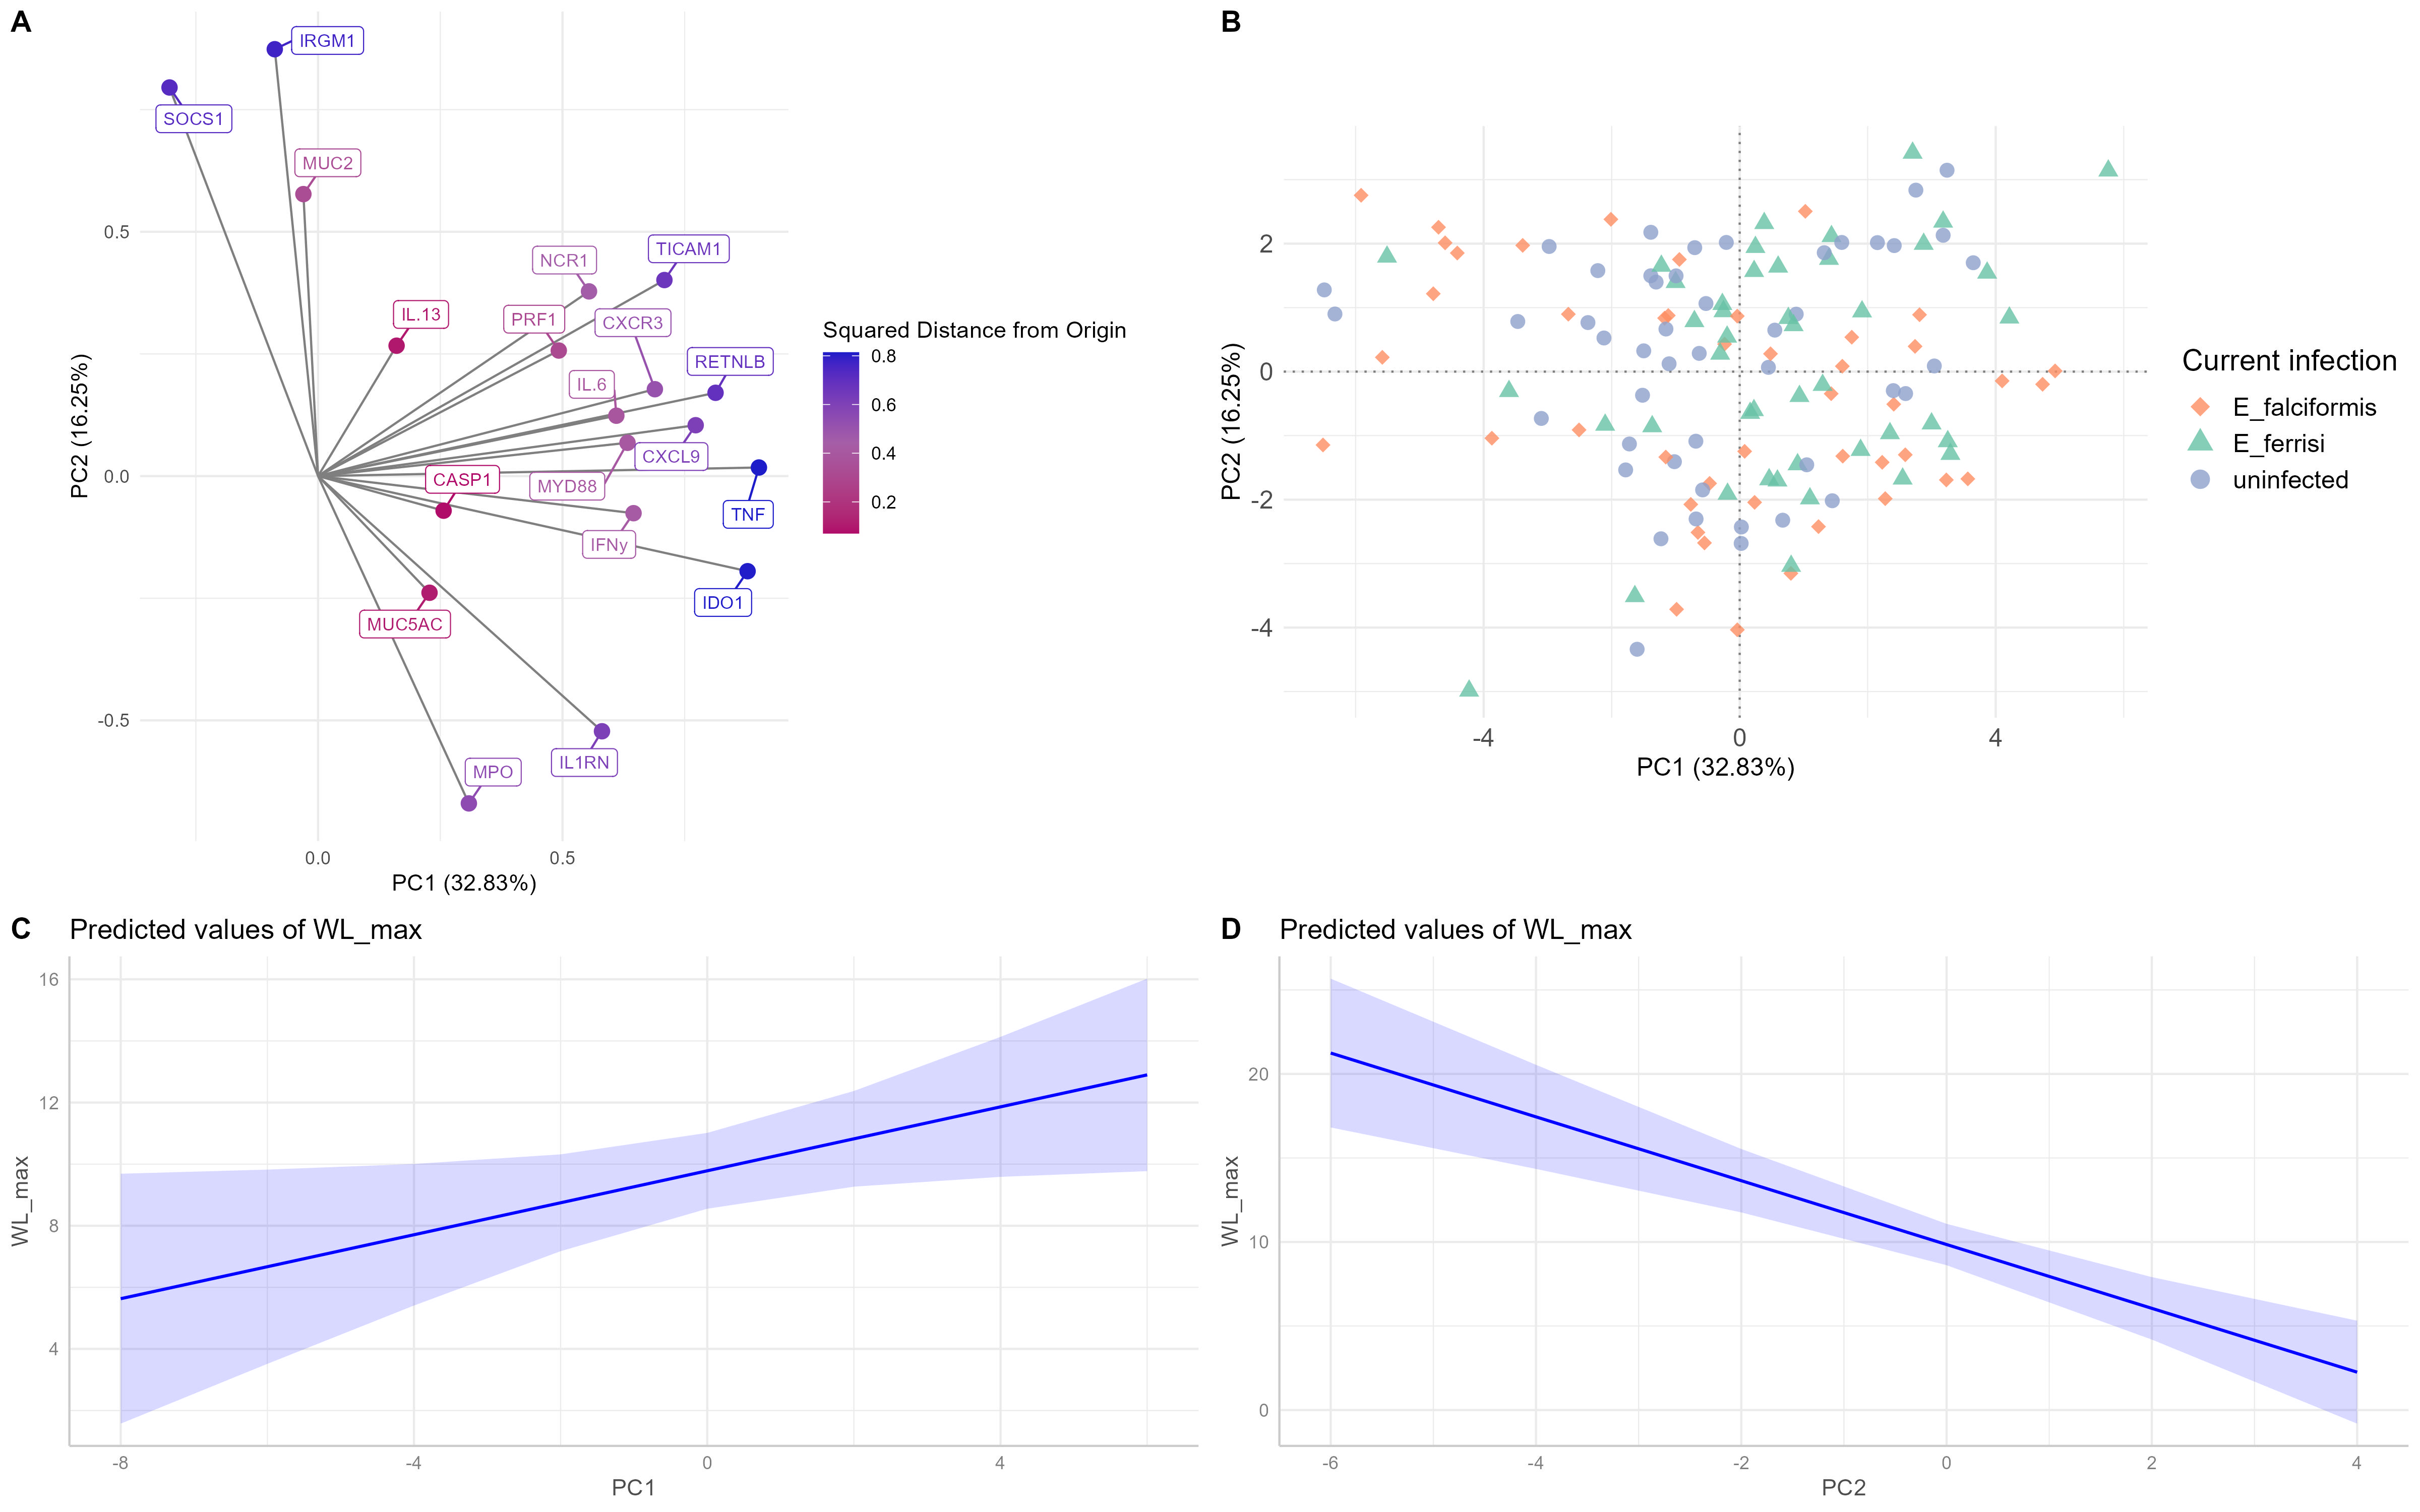 A
IRGM1
SOCS1
MUC2
TICAM1
NCR1
IL.13
PRF1
CXCR3
RETNLB
IL.6
CXCL9
CASP1
MYD88
TNF
IFNy
IDO1
MUC5AC
IL1RN
MPO
0.5
0.0
-0.5
PC2 (16.25%)
0.0 0.5
PC1 (32.83%)
Squared Distance from Origin
0.8
0.6
0.4
0.2
B
2
0
-2
-4
PC2 (16.25%)
-4 0 4
PC1 (32.83%)
Current infection
E_falciformis
E_ferrisi
uninfected
C Predicted values of WL_max
16
12
8
4
WL_max
-8 -4 0 4
PC1
D Predicted values of WL_max
20
10
0
WL_max
-6 -4 -2 0 2 4
PC2